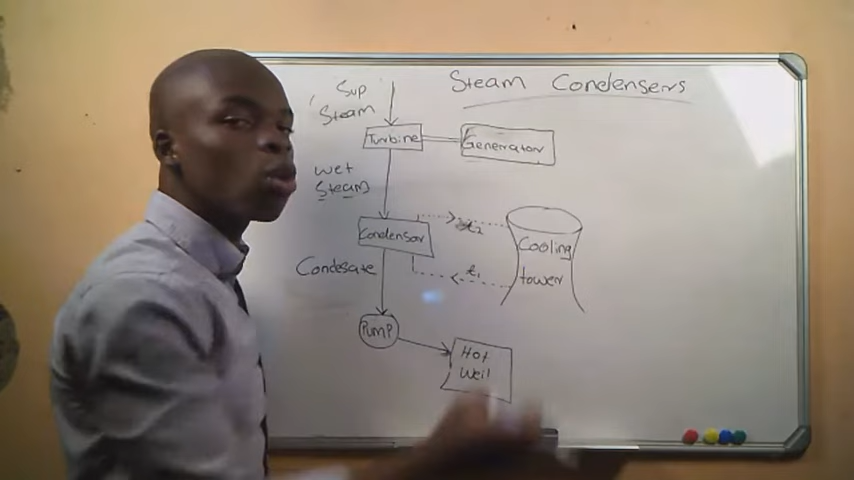 Steam Condensers
Sup
Steam
Turbine
Generator
wet
Steam
Condensor
t2
Cooling
tower
t1
Condesate
Pump
Hot
Well